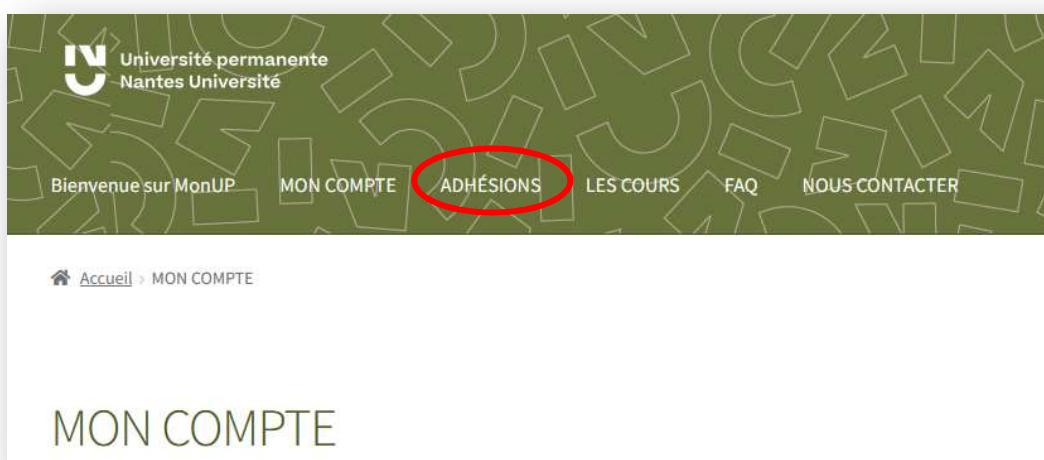 Université permanente
Nantes Université
Bienvenue sur MonUP MON COMPTE ADHÉSIONS LES COURS FAQ NOUS CONTACTER
Accueil › MON COMPTE
MON COMPTE